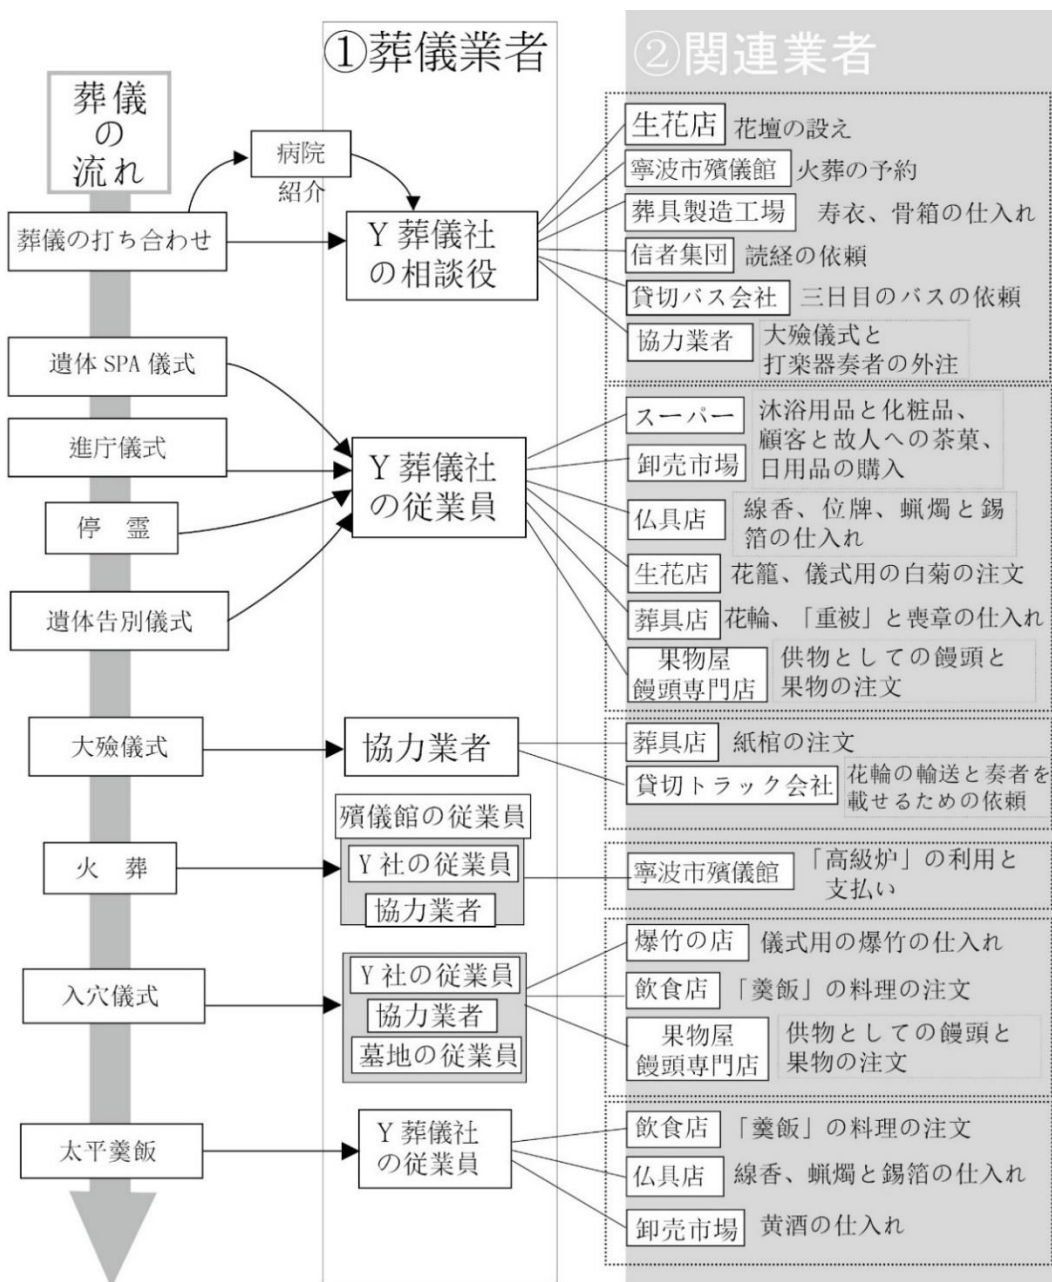 ①葬儀業者
②関連業者
葬儀
の
流れ
病院
紹介
葬儀の打ち合わせ
Y 葬儀社
の相談役
生花店 花壇の設え
寧波市殯儀館 火葬の予約
葬具製造工場 寿衣、骨箱の仕入れ
信者集団 読経の依頼
貸切バス会社 三日目のバスの依頼
協力業者 大殮儀式と
打楽器奏者の外注
遺体 SPA 儀式
進庁儀式
停 霊
遺体告別儀式
Y 葬儀社
の従業員
スーパー
卸売市場
沐浴用品と化粧品、
顧客と故人への茶菓、
日用品の購入
仏具店 線香、位牌、蝋燭と錫
箔の仕入れ
生花店 花籠、儀式用の白菊の注文
葬具店 花輪、「重被」と喪章の仕入れ
果物屋
饅頭専門店
供物としての饅頭と
果物の注文
大殮儀式
協力業者
葬具店 紙棺の注文
貸切トラック会社 花輪の輸送と奏者を
載せるための依頼
火 葬
殯儀館の従業員
Y 社の従業員
協力業者
寧波市殯儀館 「高級炉」の利用と
支払い
入穴儀式
Y 社の従業員
協力業者
墓地の従業員
爆竹の店 儀式用の爆竹の仕入れ
飲食店 「羹飯」の料理の注文
果物屋
饅頭専門店
供物としての饅頭と
果物の注文
太平羹飯
Y 葬儀社
の従業員
飲食店 「羹飯」の料理の注文
仏具店 線香、蝋燭と錫箔の仕入れ
卸売市場 黄酒の仕入れ